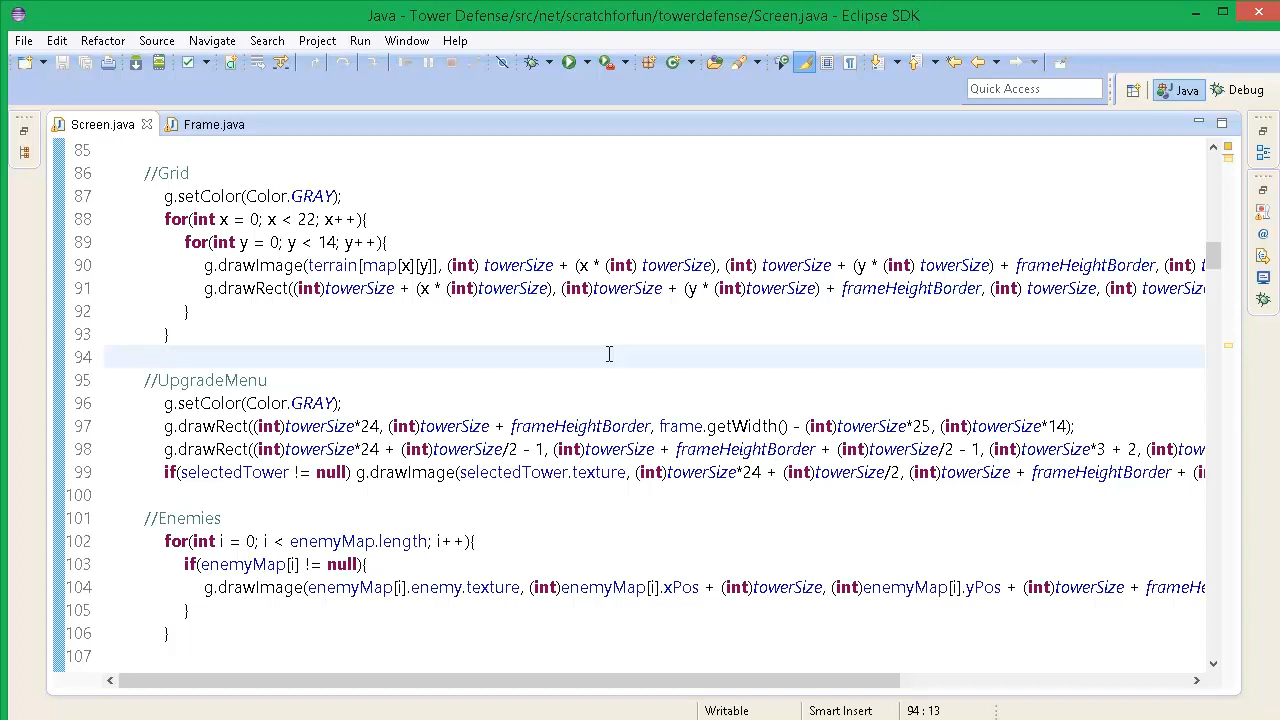 Java - Tower Defense/src/net/scratchforfun/towerdefense/Screen.java - Eclipse SDK
File Edit Refactor Source Navigate Search Project Run Window Help
Quick Access
Java
Debug
Screen.java
Frame.java
85
86 //Grid
87 g.setColor(Color.GRAY);
88 for(int x = 0; x < 22; x++){
89 for(int y = 0; y < 14; y++){
90 g.drawImage(terrain[map[x][y]], (int) towerSize + (x * (int) towerSize), (int) towerSize + (y * (int) towerSize) + frameHeightBorder, (int) t
91 g.drawRect((int)towerSize + (x * (int)towerSize), (int)towerSize + (y * (int)towerSize) + frameHeightBorder, (int) towerSize, (int) towerSize
92 }
93 }
94
95 //UpgradeMenu
96 g.setColor(Color.GRAY);
97 g.drawRect((int)towerSize*24, (int)towerSize + frameHeightBorder, frame.getWidth() - (int)towerSize*25, (int)towerSize*14);
98 g.drawRect((int)towerSize*24 + (int)towerSize/2 - 1, (int)towerSize + frameHeightBorder + (int)towerSize/2 - 1, (int)towerSize*3 + 2, (int)tow
99 if(selectedTower != null) g.drawImage(selectedTower.texture, (int)towerSize*24 + (int)towerSize/2, (int)towerSize + frameHeightBorder + (in
100
101 //Enemies
102 for(int i = 0; i < enemyMap.length; i++){
103 if(enemyMap[i] != null){
104 g.drawImage(enemyMap[i].enemy.texture, (int)enemyMap[i].xPos + (int)towerSize, (int)enemyMap[i].yPos + (int)towerSize + frameHe
105 }
106 }
107
Writable Smart Insert 94 : 13